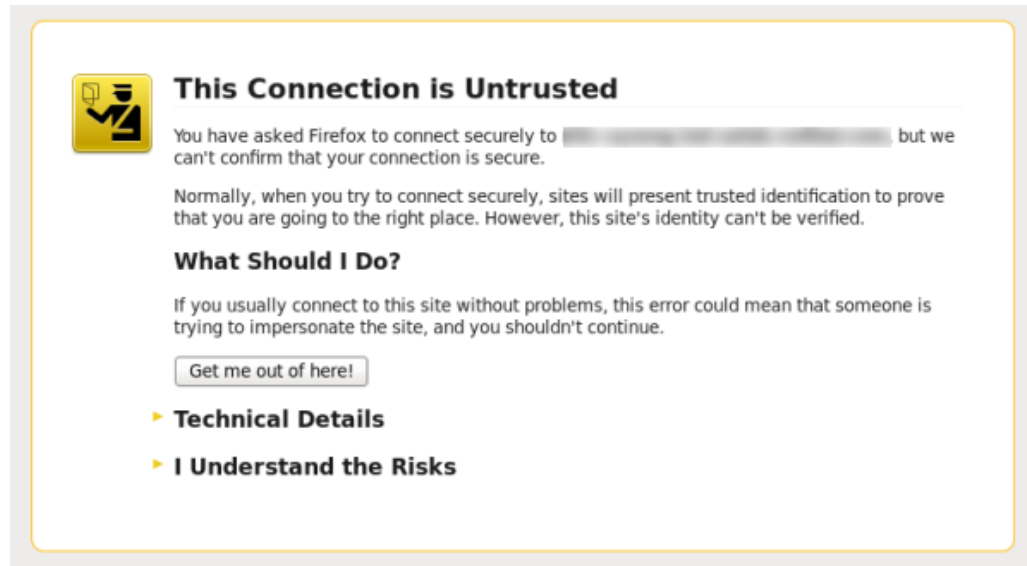 This Connection is Untrusted
You have asked Firefox to connect securely to , but we
can't confirm that your connection is secure.
Normally, when you try to connect securely, sites will present trusted identification to prove
that you are going to the right place. However, this site's identity can't be verified.
What Should I Do?
If you usually connect to this site without problems, this error could mean that someone is
trying to impersonate the site, and you shouldn't continue.
Get me out of here!
Technical Details
I Understand the Risks